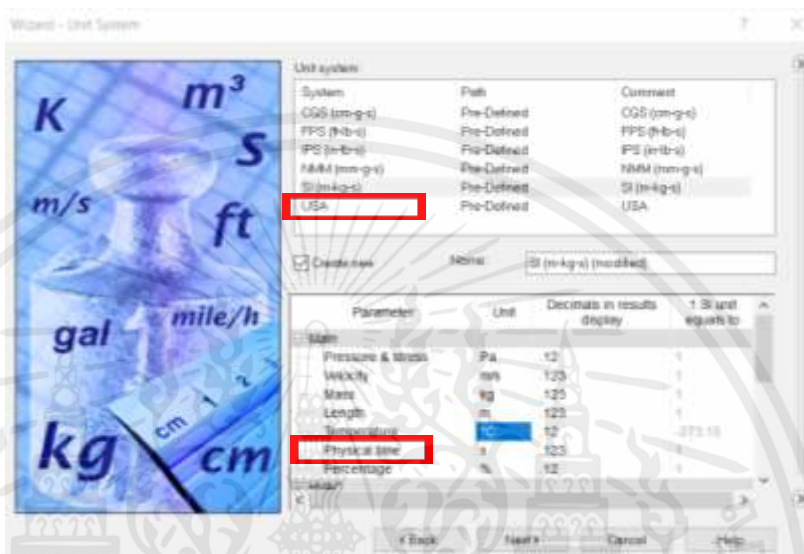 Wizard - Unit System ? ×
K m³
S
m/s ft
gal mile/h
cm 1 2
kg cm
Unit system:
System Path Comment
CGS (cm-g-s) Pre-Defined CGS (cm-g-s)
FPS (ft-lb-s) Pre-Defined FPS (ft-lb-s)
IPS (in-lb-s) Pre-Defined IPS (in-lb-s)
NMM (mm-g-s) Pre-Defined NMM (mm-g-s)
SI (m-kg-s) Pre-Defined SI (m-kg-s)
USA Pre-Defined USA
Create new Name: SI (m-kg-s) (modified)
Parameter Unit Decimals in results display 1 SI unit equals to
Main
Pressure & stress Pa .12 1
Velocity m/s .123 1
Mass kg .123 1
Length m .123 1
Temperature °C .12 -273.15
Physical time s .123 1
Percentage % .12 1
< Back Next > Cancel Help